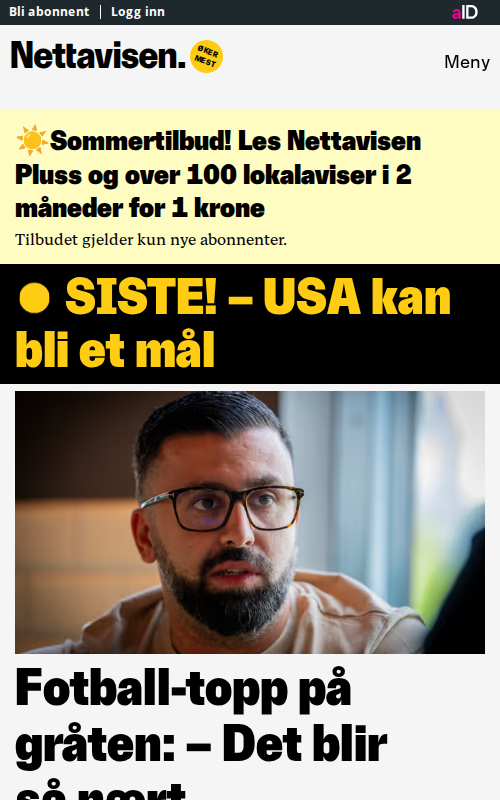 Bli abonnent | Logg inn
aID
Nettavisen.
ØKER
MEST
Meny
☀️Sommertilbud! Les Nettavisen
Pluss og over 100 lokalaviser i 2
måneder for 1 krone
Tilbudet gjelder kun nye abonnenter.
● SISTE! – USA kan
bli et mål
Fotball-topp på
gråten: – Det blir
så nært